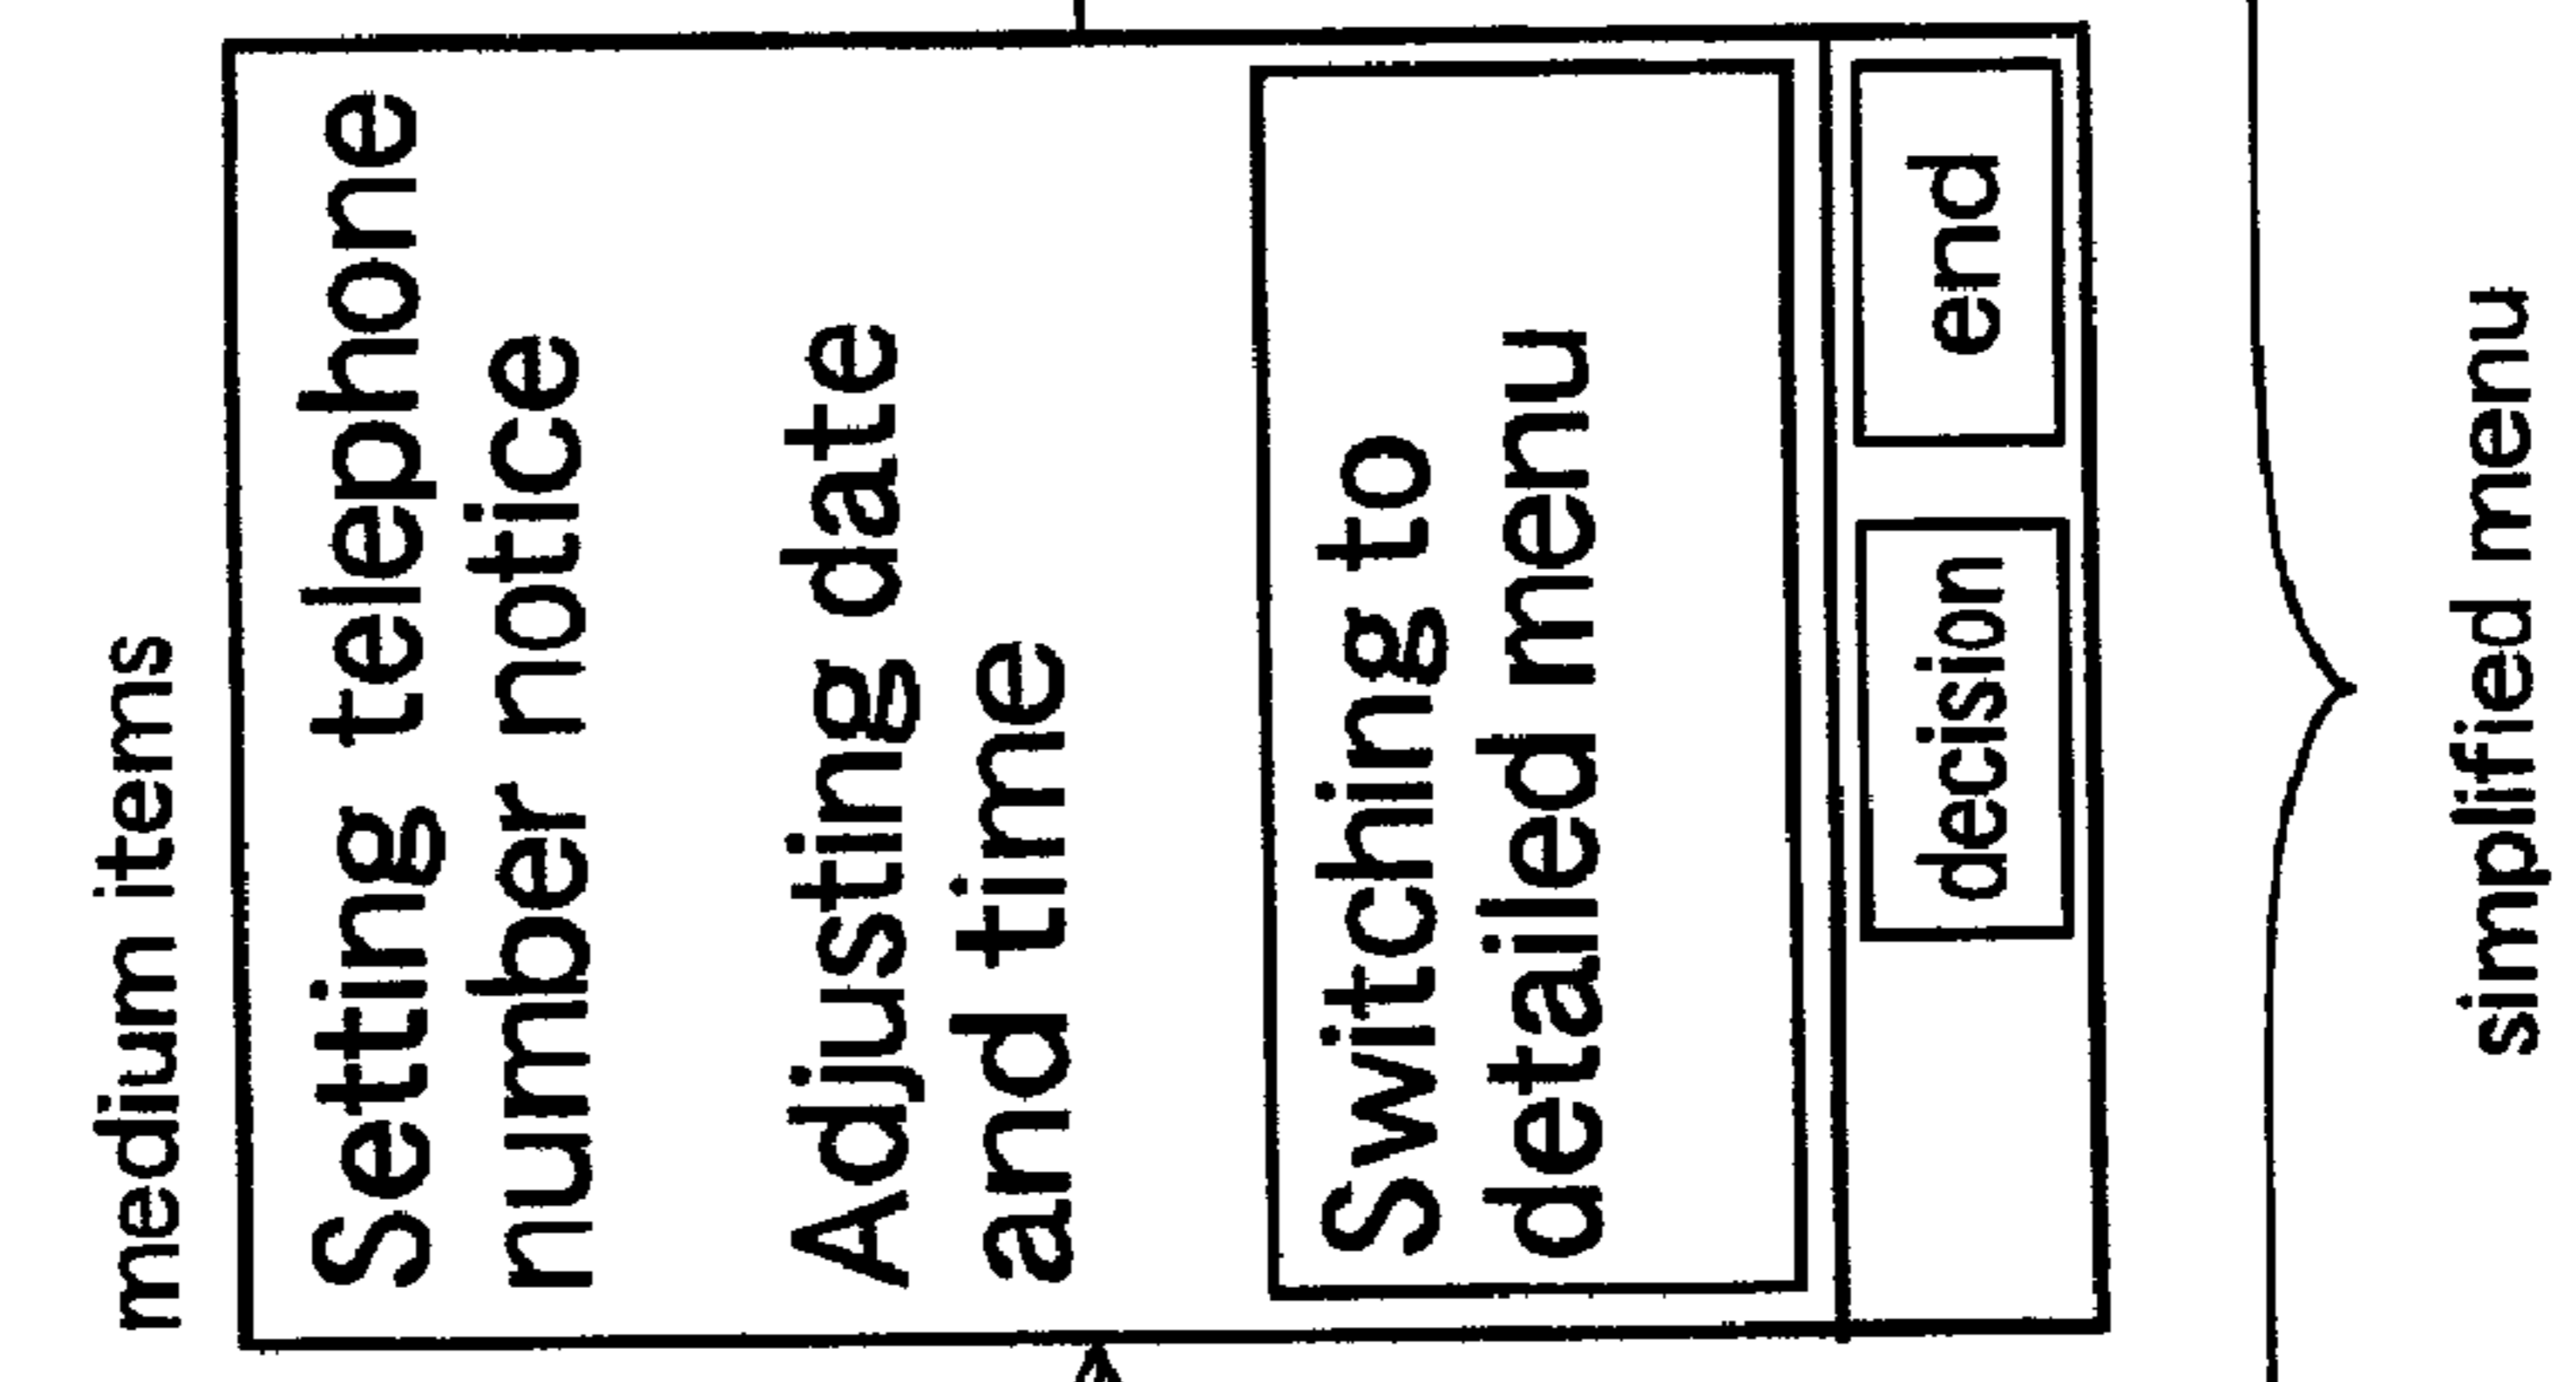 medium items
Setting telephone
number notice
Adjusting date
and time
Switching to
detailed menu
decision end
simplified menu